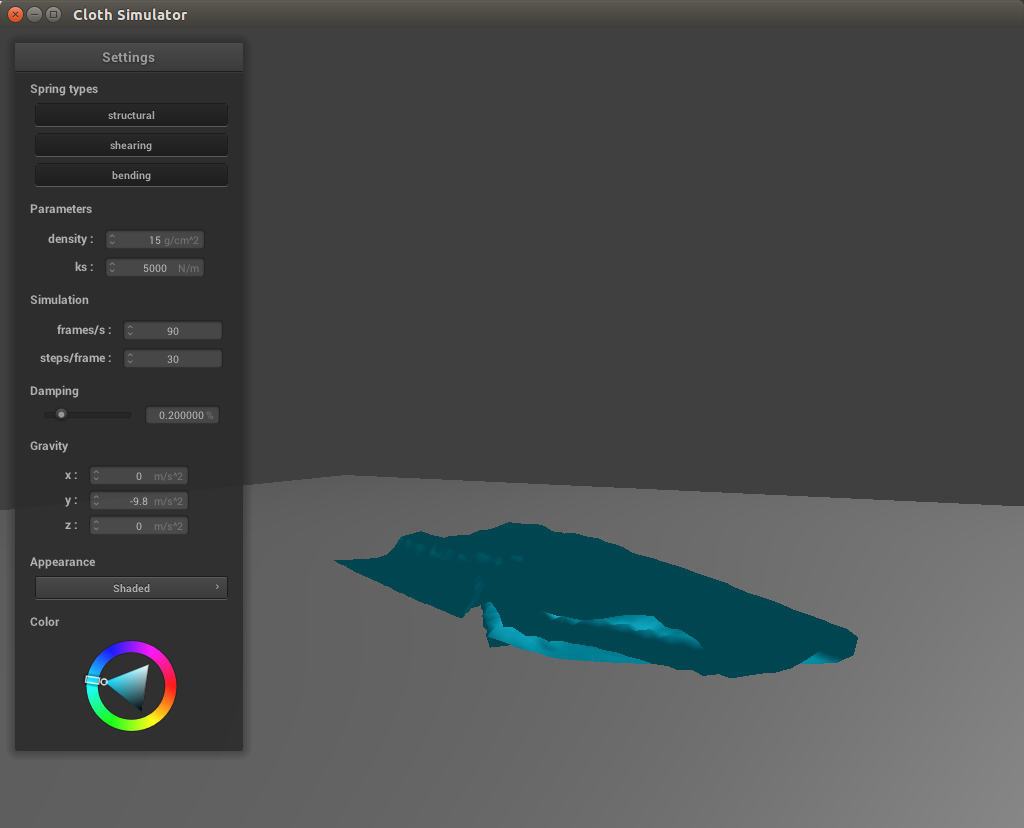 Cloth Simulator
Settings
Spring types
structural
shearing
bending
Parameters
density : 15 g/cm^2
ks : 5000 N/m
Simulation
frames/s : 90
steps/frame : 30
Damping
0.200000 %
Gravity
x : 0 m/s^2
y : -9.8 m/s^2
z : 0 m/s^2
Appearance
Shaded
Color